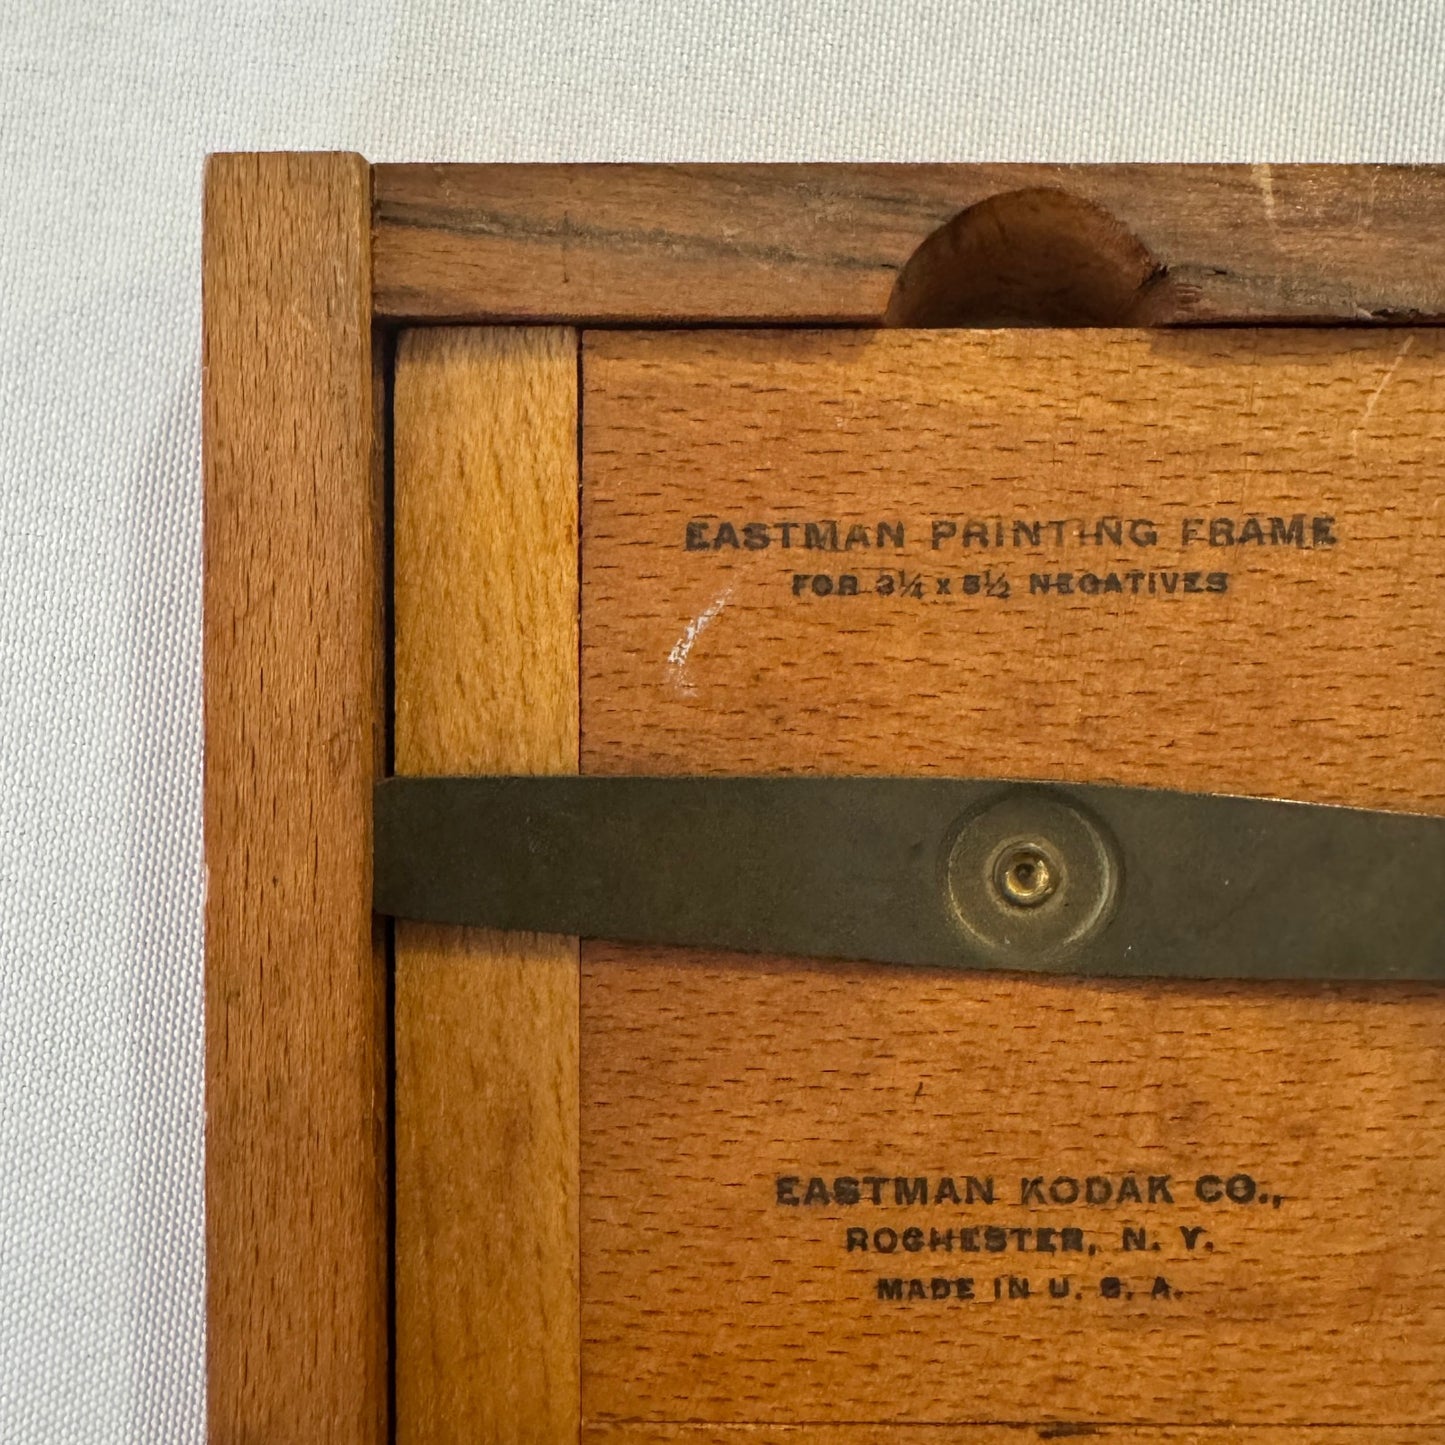 EASTMAN PRINTING FRAME
FOR 3¼ x 5½ NEGATIVES
EASTMAN KODAK CO.,
ROCHESTER, N. Y.
MADE IN U. S. A.